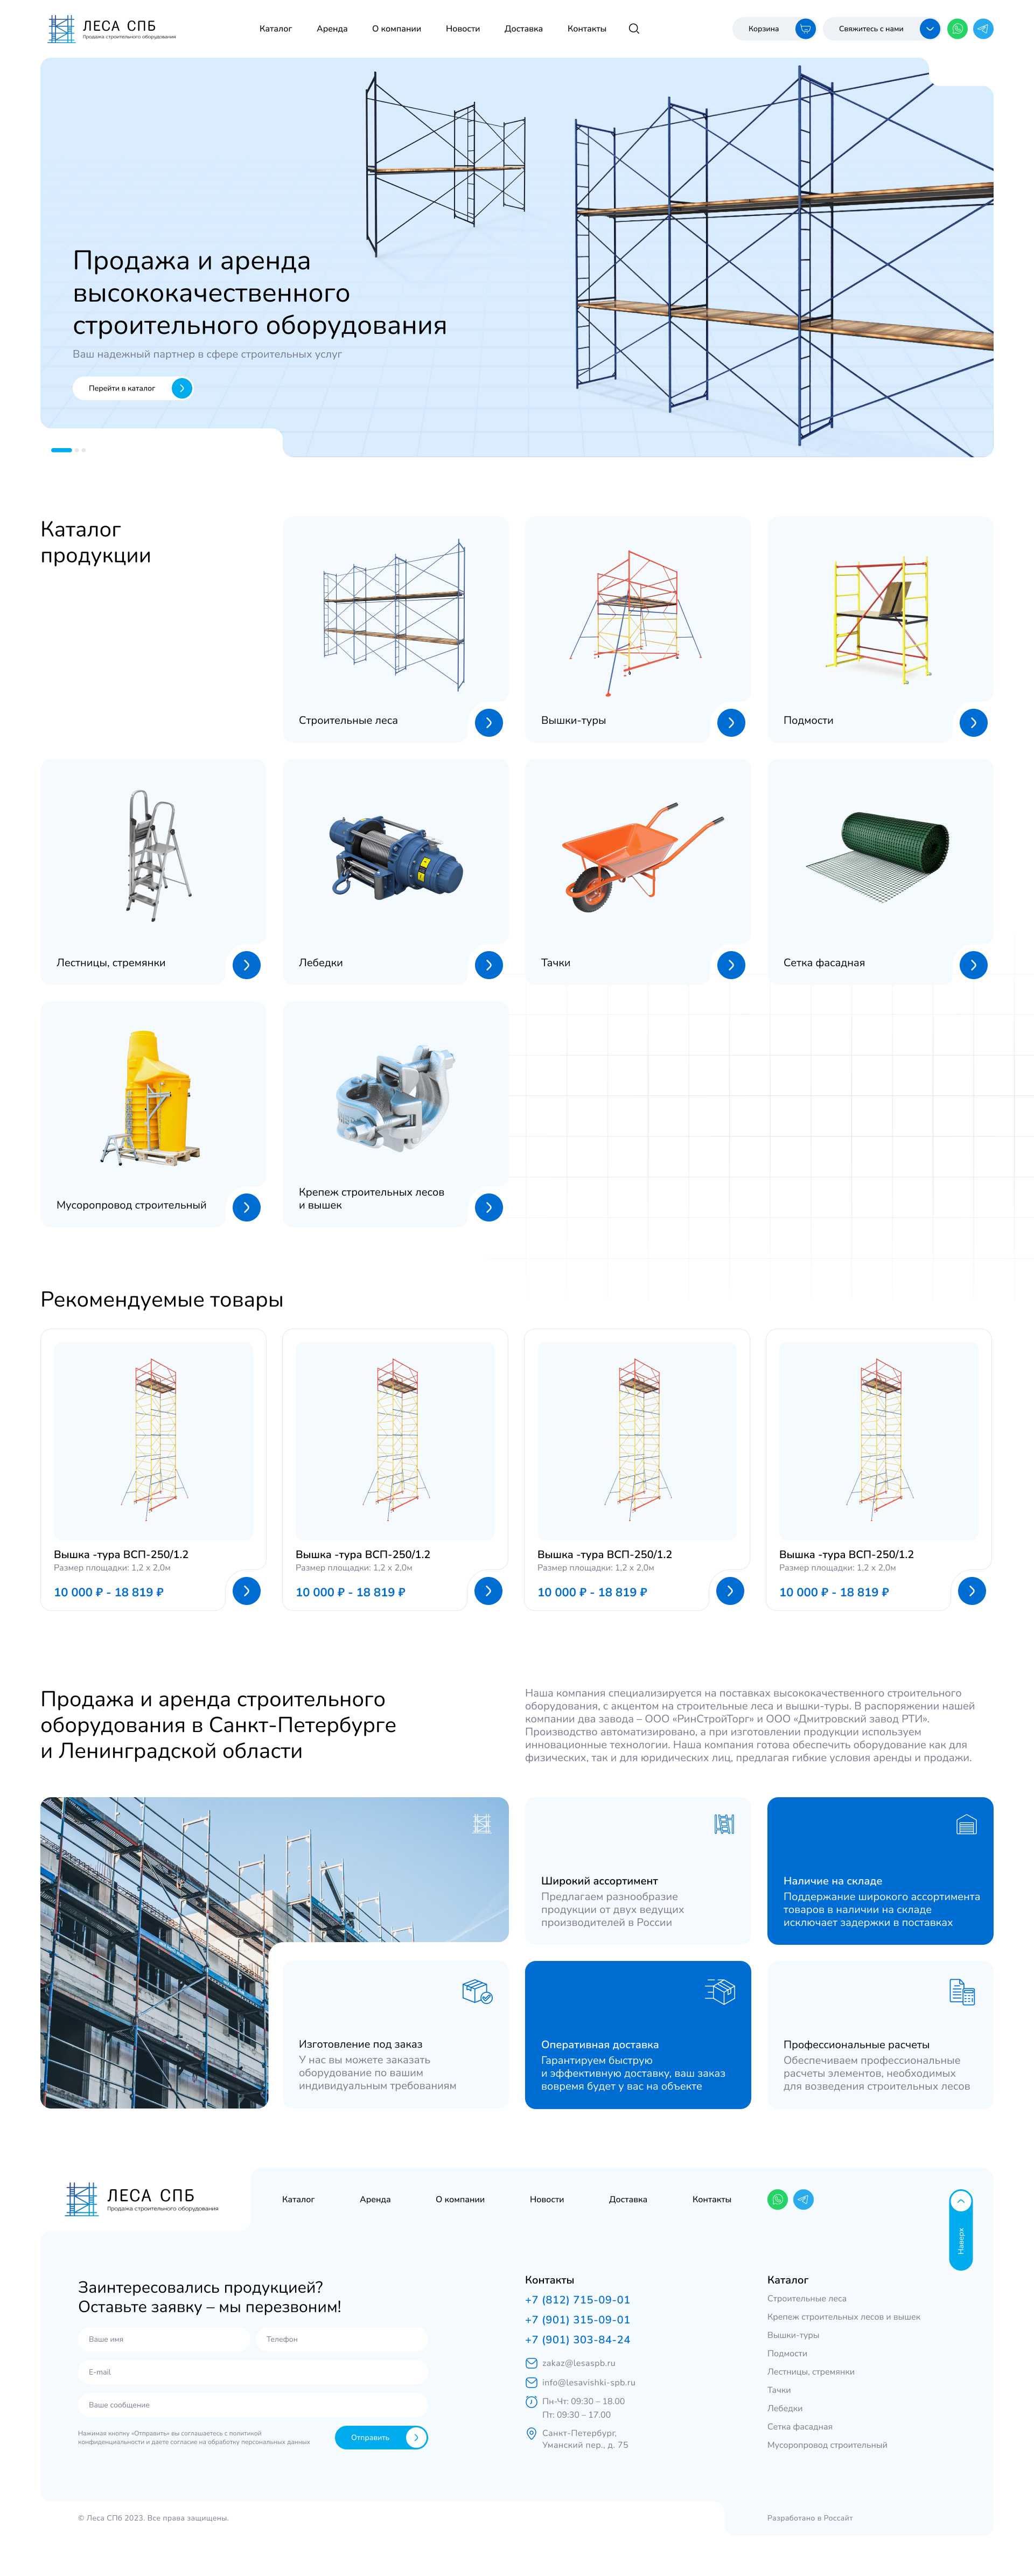 ЛЕСА СПБ
Продажа строительного оборудования
Каталог
Аренда
О компании
Новости
Доставка
Контакты
Корзина
Свяжитесь с нами
Продажа и аренда
высококачественного
строительного оборудования
Ваш надежный партнер в сфере строительных услуг
Перейти в каталог
Каталог
продукции
Строительные леса
Вышки-туры
Подмости
Лестницы, стремянки
Лебедки
Тачки
Сетка фасадная
Мусоропровод строительный
Крепеж строительных лесов
и вышек
Рекомендуемые товары
Вышка -тура ВСП-250/1.2
Размер площадки: 1,2 х 2,0м
10 000 ₽ - 18 819 ₽
Вышка -тура ВСП-250/1.2
Размер площадки: 1,2 х 2,0м
10 000 ₽ - 18 819 ₽
Вышка -тура ВСП-250/1.2
Размер площадки: 1,2 х 2,0м
10 000 ₽ - 18 819 ₽
Вышка -тура ВСП-250/1.2
Размер площадки: 1,2 х 2,0м
10 000 ₽ - 18 819 ₽
Продажа и аренда строительного
оборудования в Санкт-Петербурге
и Ленинградской области
Наша компания специализируется на поставках высококачественного строительного
оборудования, с акцентом на строительные леса и вышки-туры. В распоряжении нашей
компании два завода – ООО «РинСтройТорг» и ООО «Дмитровский завод РТИ».
Производство автоматизировано, а при изготовлении продукции используем
инновационные технологии. Наша компания готова обеспечить оборудование как для
физических, так и для юридических лиц, предлагая гибкие условия аренды и продажи.
Широкий ассортимент
Предлагаем разнообразие
продукции от двух ведущих
производителей в России
Наличие на складе
Поддержание широкого ассортимента
товаров в наличии на складе
исключает задержки в поставках
Изготовление под заказ
У нас вы можете заказать
оборудование по вашим
индивидуальным требованиям
Оперативная доставка
Гарантируем быструю
и эффективную доставку, ваш заказ
вовремя будет у вас на объекте
Профессиональные расчеты
Обеспечиваем профессиональные
расчеты элементов, необходимых
для возведения строительных лесов
ЛЕСА СПБ
Продажа строительного оборудования
Каталог
Аренда
О компании
Новости
Доставка
Контакты
Наверх
Заинтересовались продукцией?
Оставьте заявку – мы перезвоним!
Ваше имя
Телефон
E-mail
Ваше сообщение
Нажимая кнопку «Отправить» вы соглашаетесь с политикой
конфиденциальности и даете согласие на обработку персональных данных
Отправить
Контакты
+7 (812) 715-09-01
+7 (901) 315-09-01
+7 (901) 303-84-24
zakaz@lesaspb.ru
info@lesavishki-spb.ru
Пн-Чт: 09:30 – 18.00
Пт: 09:30 – 17.00
Санкт-Петербург,
Уманский пер., д. 75
Каталог
Строительные леса
Крепеж строительных лесов и вышек
Вышки-туры
Подмости
Лестницы, стремянки
Тачки
Лебедки
Сетка фасадная
Мусоропровод строительный
© Леса СПб 2023. Все права защищены.
Разработано в Россайт